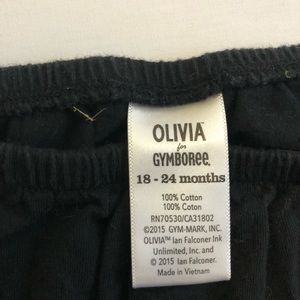 OLIVIA™
for
GYMBOREE.
18 - 24 months
100% Cotton
100% Coton
RN70530/CA31802
©2015 GYM-MARK, INC.
OLIVIA™ Ian Falconer Ink
Unlimited, Inc. and
© 2015 Ian Falconer.
Made in Vietnam